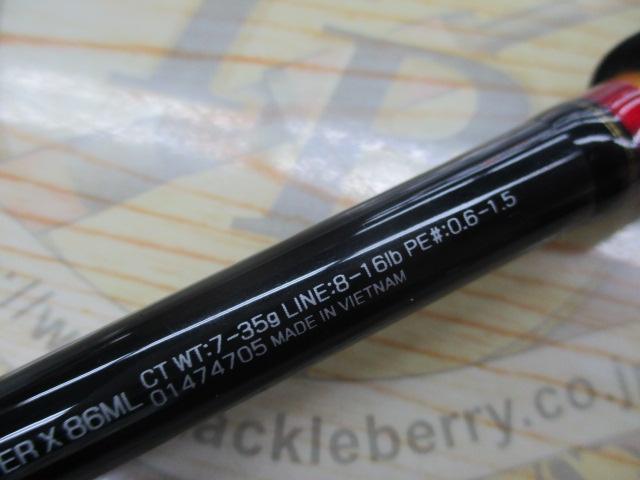 ER X 86ML CT WT:7-35g LINE:8-16lb PE#:0.6-1.5
01474705 MADE IN VIETNAM
TP
ackleberry.co.j